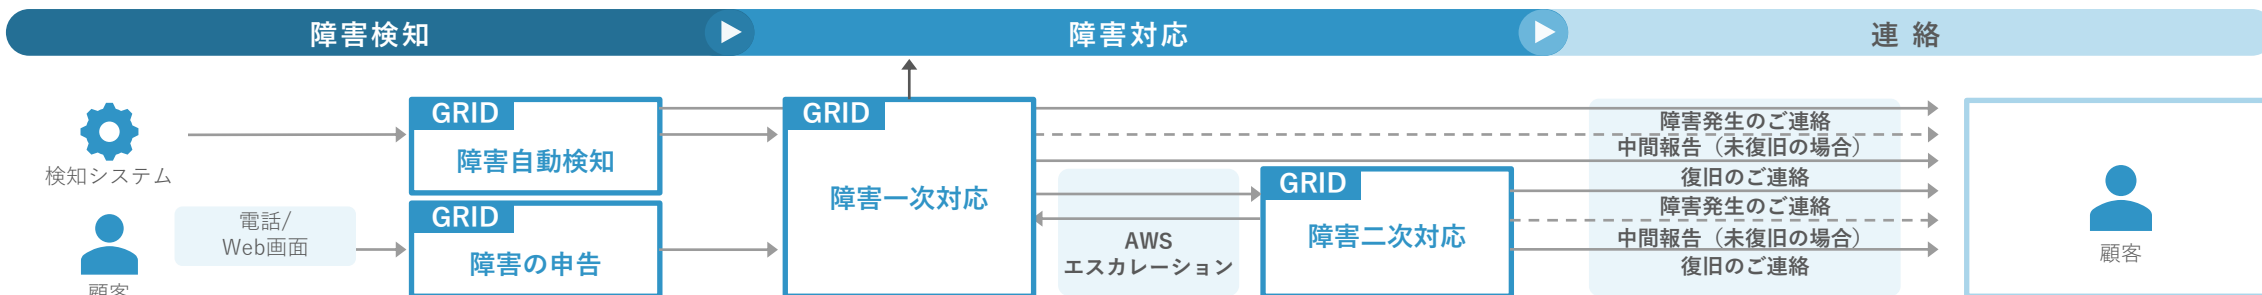 障害検知
障害対応
連絡
検知システム
GRID
障害自動検知
顧客
電話/
Web画面
GRID
障害の申告
GRID
障害一次対応
AWS
エスカレーション
GRID
障害二次対応
障害発生のご連絡
中間報告（未復旧の場合）
復旧のご連絡
障害発生のご連絡
中間報告（未復旧の場合）
復旧のご連絡
顧客